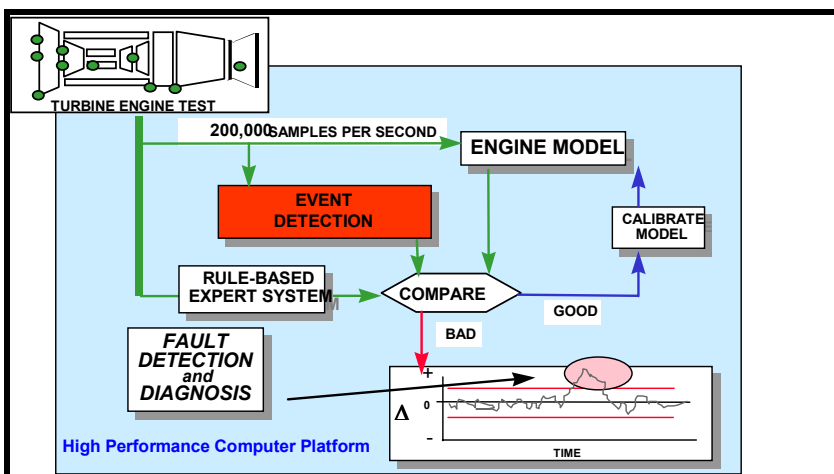 TURBINE ENGINE TEST
200,000 SAMPLES PER SECOND
ENGINE MODEL
EVENT
DETECTION
CALIBRATE
MODEL
RULE-BASED
EXPERT SYSTEM
COMPARE
GOOD
BAD
FAULT
DETECTION
and
DIAGNOSIS
+
Δ 0
–
TIME
High Performance Computer Platform